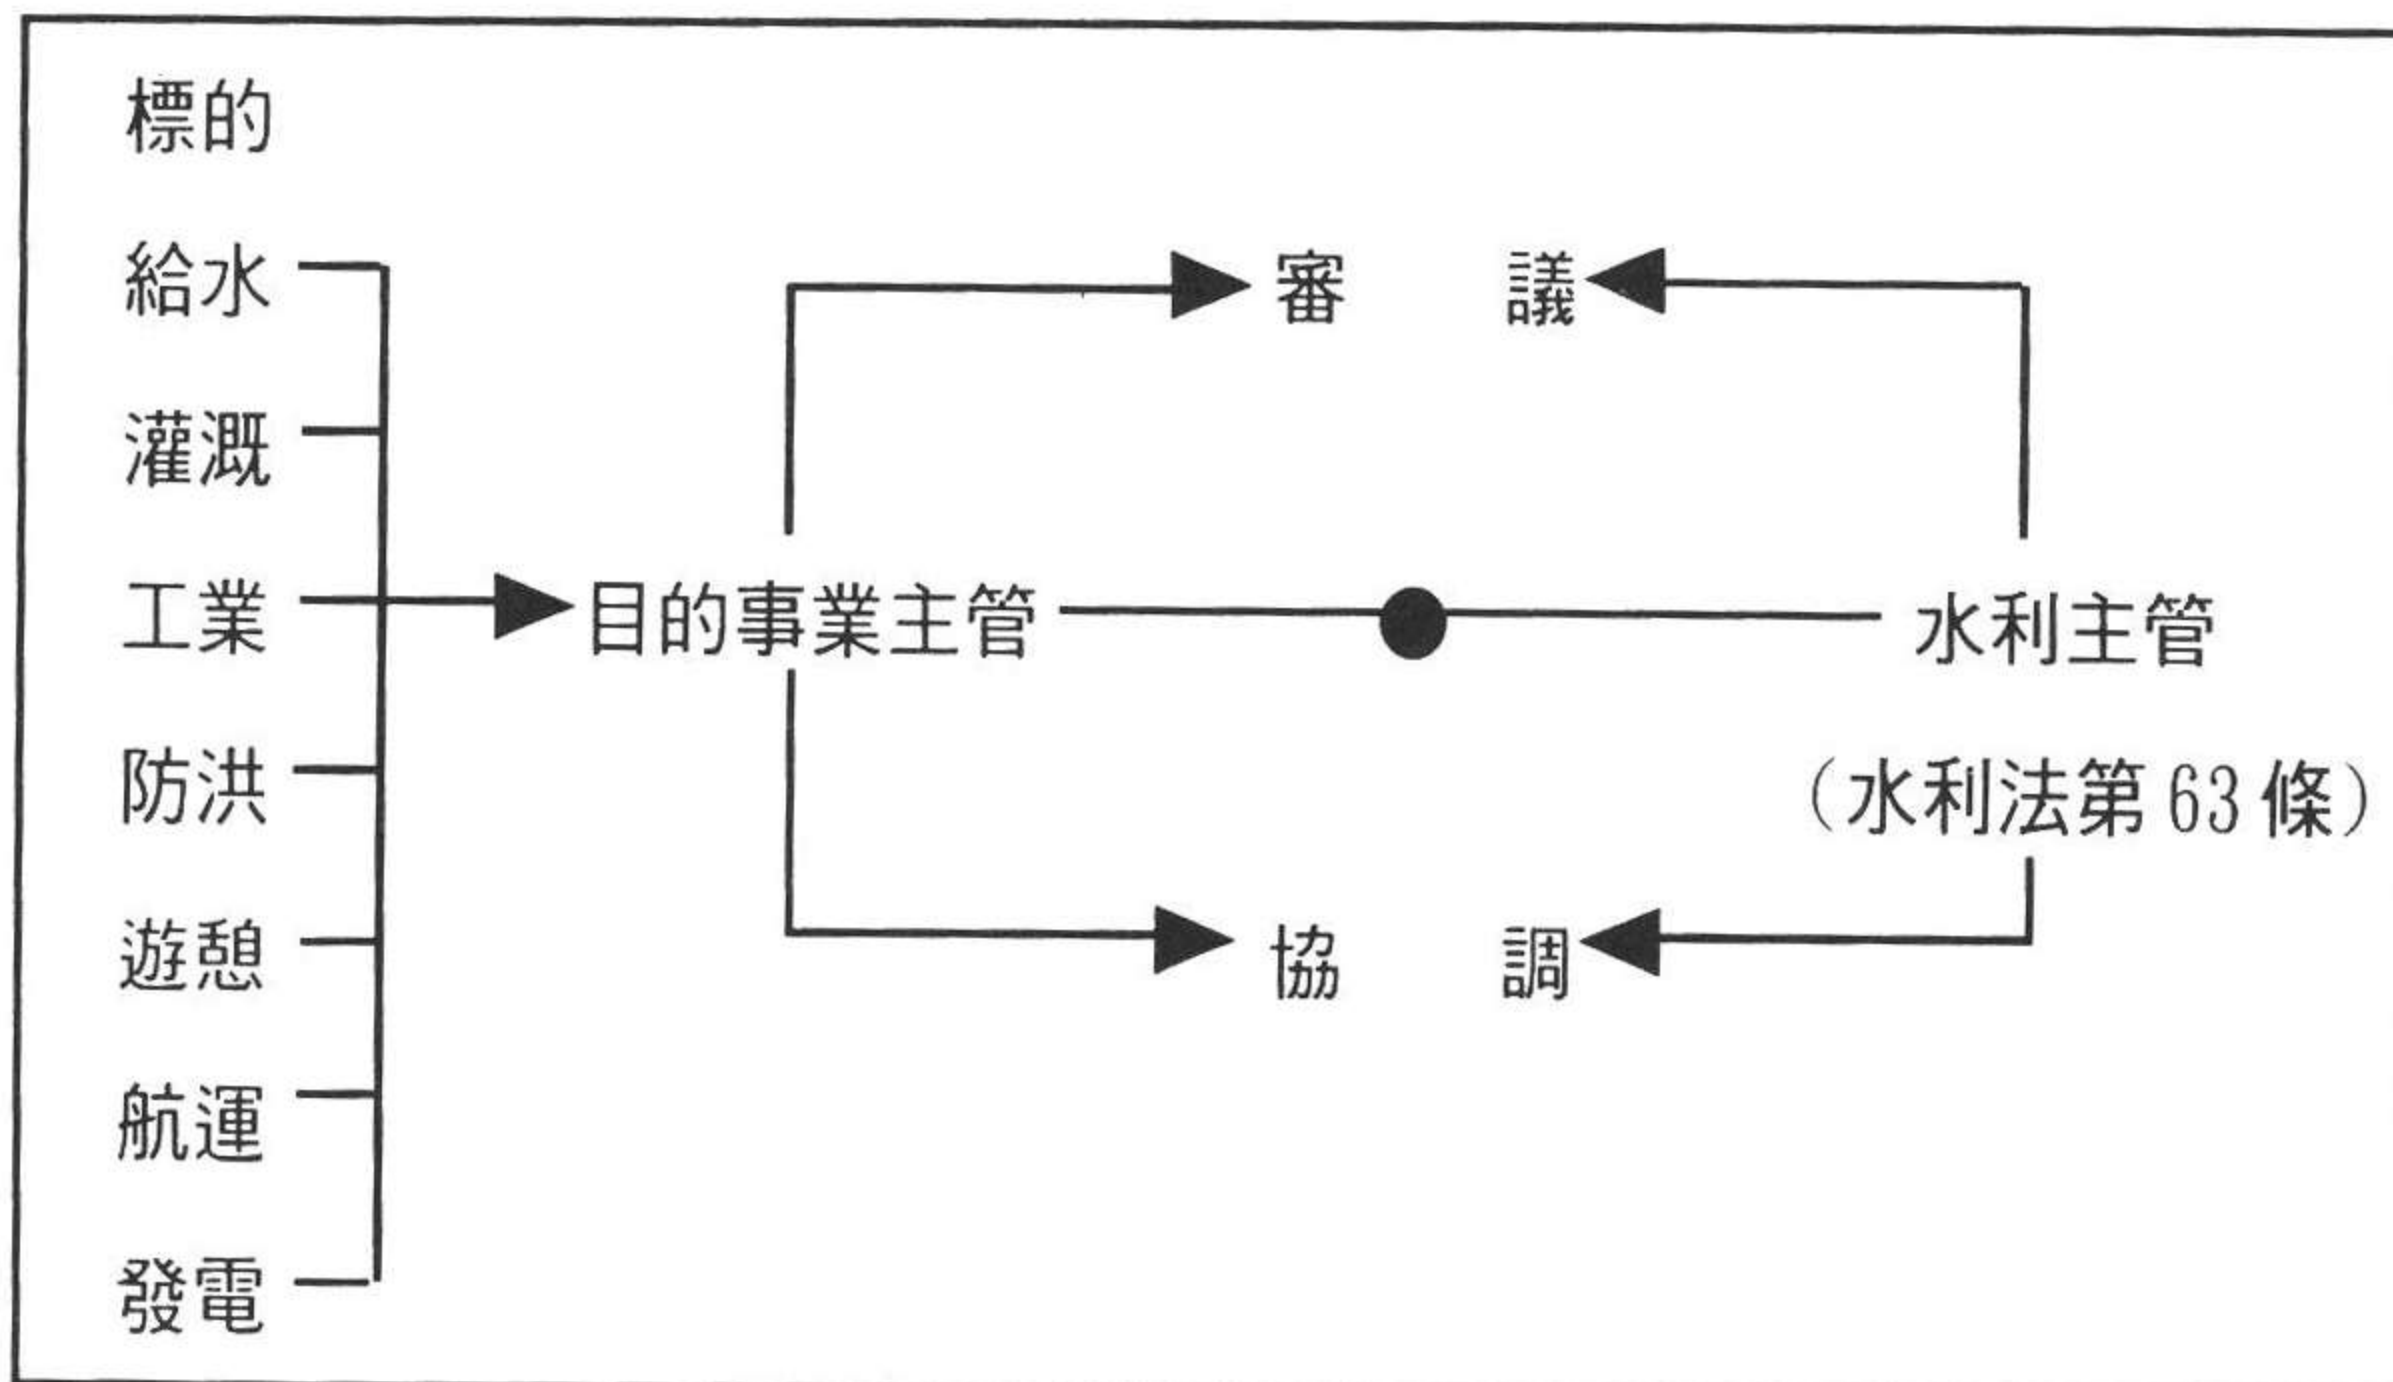 標的
給水
審 議
灌溉
工業
目的事業主管
水利主管
防洪
（水利法第63條）
遊憩
協 調
航運
發電